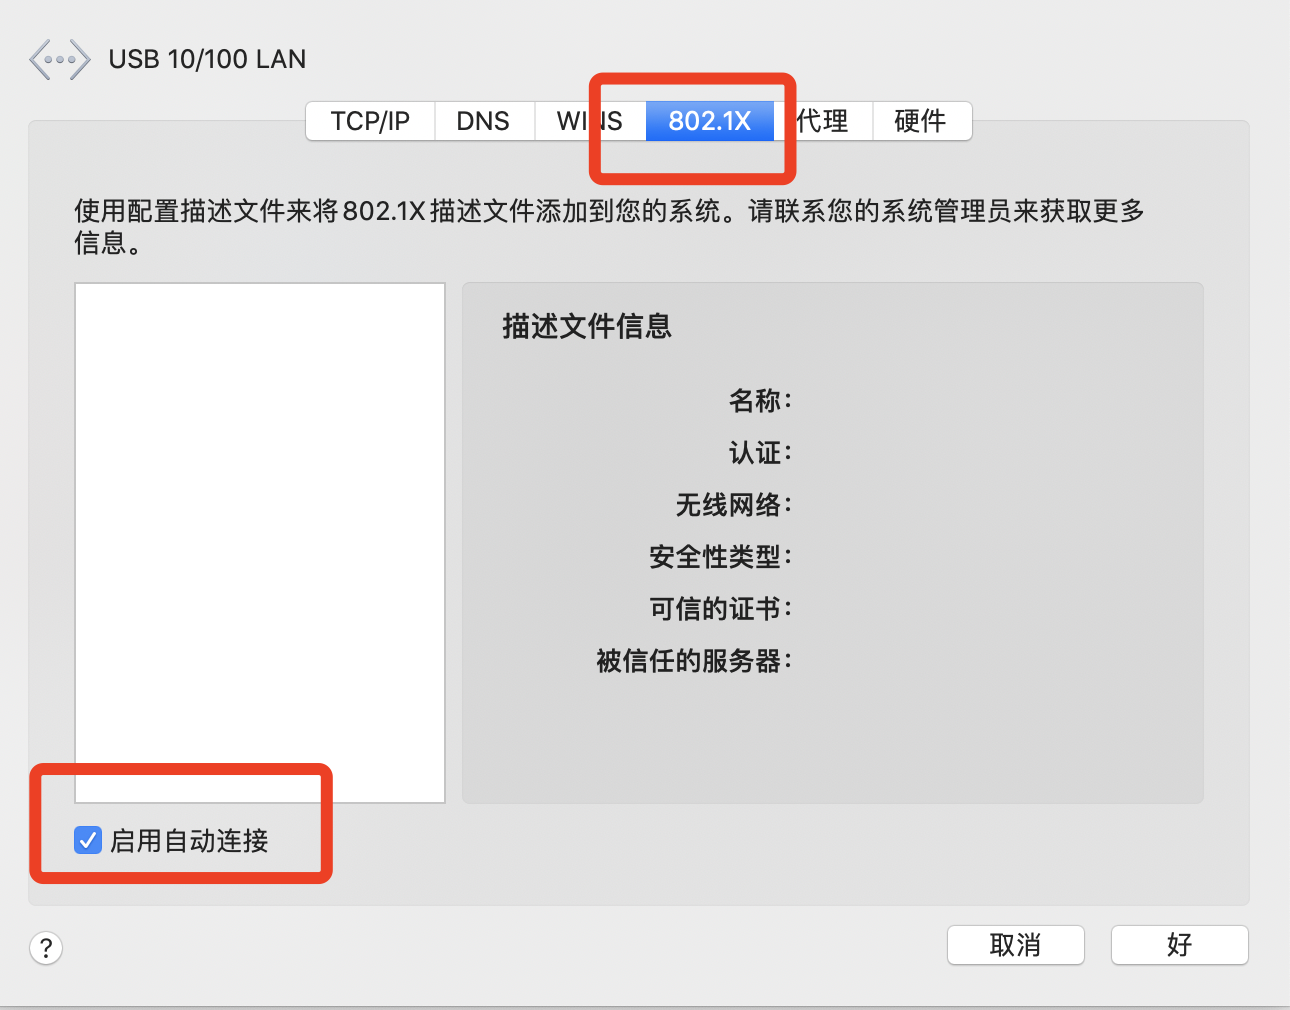 USB 10/100 LAN
TCP/IP DNS WINS 802.1X 代理 硬件
使用配置描述文件来将802.1X描述文件添加到您的系统。请联系您的系统管理员来获取更多
信息。
描述文件信息
名称：
认证：
无线网络：
安全性类型：
可信的证书：
被信任的服务器：
启用自动连接
? 取消 好